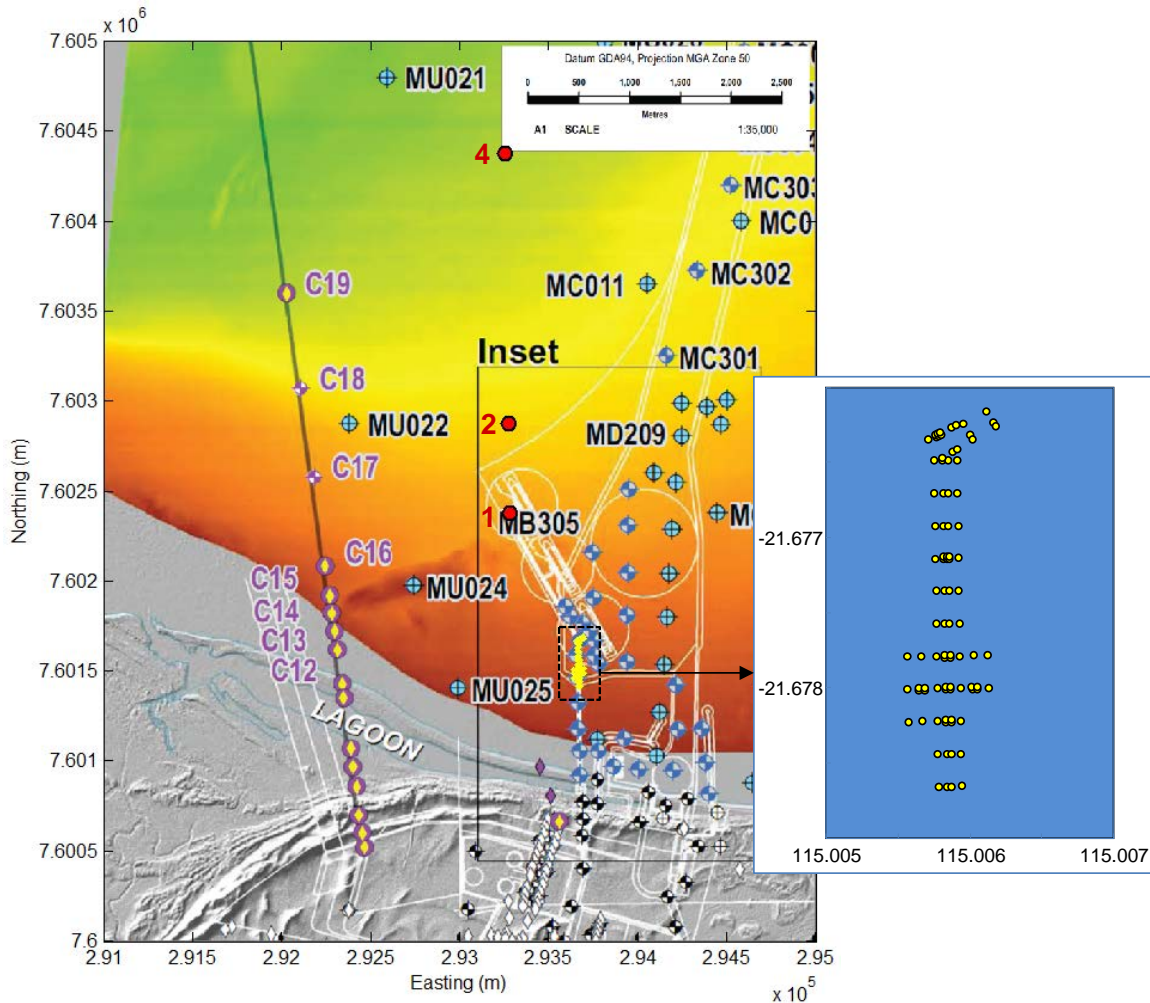 x 10⁶
7.605
7.6045
7.604
7.6035
7.603
7.6025
7.602
7.6015
7.601
7.6005
7.6
Northing (m)
2.91
2.915
2.92
2.925
2.93
2.935
2.94
2.945
2.95
Easting (m)
x 10⁵
Datum GDA94, Projection MGA Zone 50
0 500 1,000 1,500 2,000 2,500
Metres
A1 SCALE 1:35,000
MU021
4
MC303
MC0
C19
MC011
MC302
Inset
MC301
C18
MU022
2
MD209
C17
1
MB305
C16
C15
MU024
C14
C13
C12
MU025
LAGOON
-21.677
-21.678
115.005
115.006
115.007